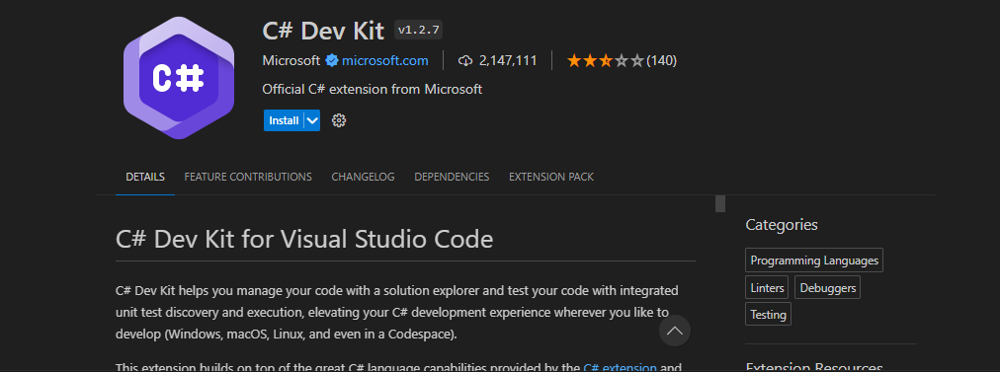 C# Dev Kit v1.2.7
Microsoft microsoft.com 2,147,111 (140)
Official C# extension from Microsoft
Install
C#
DETAILS FEATURE CONTRIBUTIONS CHANGELOG DEPENDENCIES EXTENSION PACK
C# Dev Kit for Visual Studio Code
C# Dev Kit helps you manage your code with a solution explorer and test your code with integrated
unit test discovery and execution, elevating your C# development experience wherever you like to
develop (Windows, macOS, Linux, and even in a Codespace).
This extension builds on top of the great C# language capabilities provided by the C# extension and
Categories
Programming Languages
Linters Debuggers
Testing
Extension Resources